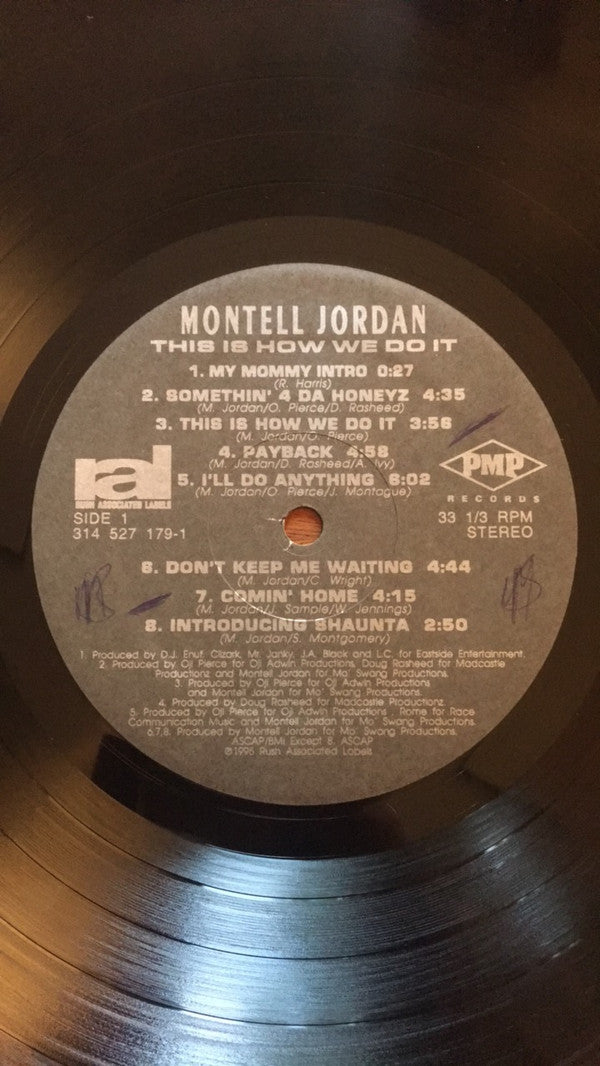 MONTELL JORDAN
THIS IS HOW WE DO IT
1. MY MOMMY INTRO 0:27
(R. Harris)
2. SOMETHIN' 4 DA HONEYZ 4:35
(M. Jordan/O. Pierce/D. Rasheed)
3. THIS IS HOW WE DO IT 3:56
(M. Jordan/O. Pierce)
4. PAYBACK 4:58
(M. Jordan/D. Rasheed/A. Ivy)
5. I'LL DO ANYTHING 6:02
(M. Jordan/O. Pierce/J. Montague)
ral
RUSH ASSOCIATED LABELS
SIDE 1
314 527 179-1
PMP
RECORDS
33 1/3 RPM
STEREO
6. DON'T KEEP ME WAITING 4:44
(M. Jordan/C. Wright)
7. COMIN' HOME 4:15
(M. Jordan/J. Sample/W. Jennings)
8. INTRODUCING SHAUNTA 2:50
(M. Jordan/S. Montgomery)
1. Produced by D.J. Enuf, Clizark, Mr. Janky, J.A. Black and L.C. for Eastside Entertainment.
2. Produced by Oji Pierce for Oji Adwin Productions, Doug Rasheed for Madcastle
Productionz and Montell Jordan for Mo' Swang Productions.
3. Produced by Oji Pierce for Oji Adwin Productions
and Montell Jordan for Mo' Swang Productions.
4. Produced by Doug Rasheed for Madcastle Productionz.
5. Produced by Oji Pierce for Oji Adwin Productions Rome for Race
Communication Music and Montell Jordan for Mo' Swang Productions.
6,7,8. Produced by Montell Jordan for Mo' Swang Productions.
ASCAP/BMI Except 8. ASCAP
℗1995 Rush Associated Labels